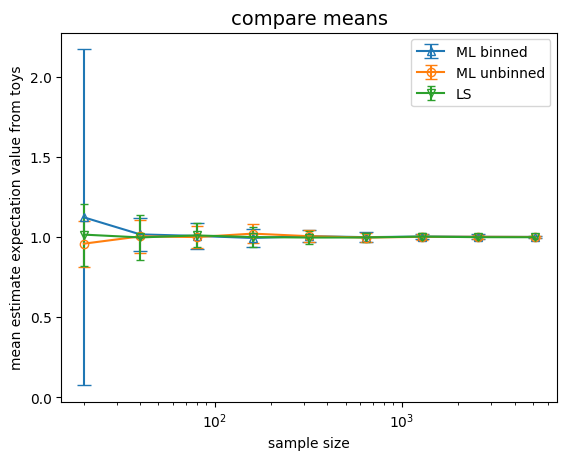 compare means
ML binned
ML unbinned
LS
mean estimate expectation value from toys
2.0
1.5
1.0
0.5
0.0
10²
10³
sample size